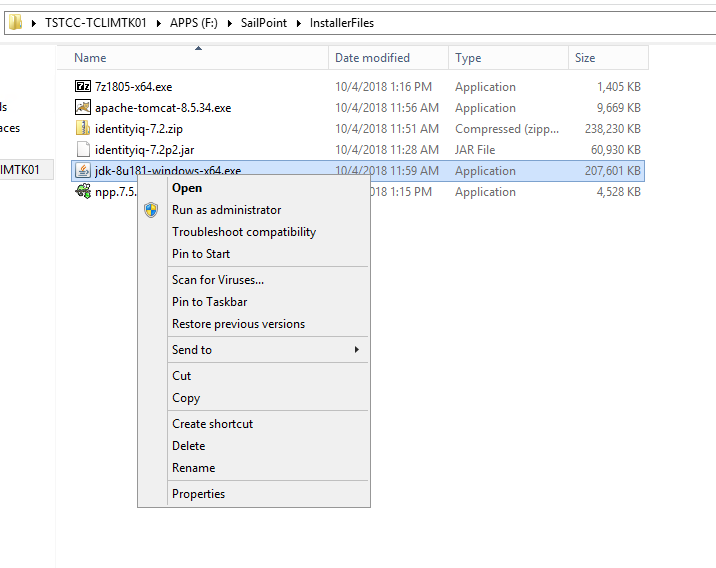 TSTCC-TCLIMTK01 APPS (F:) SailPoint InstallerFiles
Name Date modified Type Size
7z1805-x64.exe 10/4/2018 1:16 PM Application 1,405 KB
apache-tomcat-8.5.34.exe 10/4/2018 11:56 AM Application 9,669 KB
identityiq-7.2.zip 10/4/2018 11:51 AM Compressed (zipp... 238,230 KB
identityiq-7.2p2.jar 10/4/2018 11:28 AM JAR File 60,930 KB
jdk-8u181-windows-x64.exe 10/4/2018 11:59 AM Application 207,601 KB
npp.7.5. 1:15 PM Application 4,528 KB
ls
aces
IMTK01
Open
Run as administrator
Troubleshoot compatibility
Pin to Start
Scan for Viruses...
Pin to Taskbar
Restore previous versions
Send to
Cut
Copy
Create shortcut
Delete
Rename
Properties